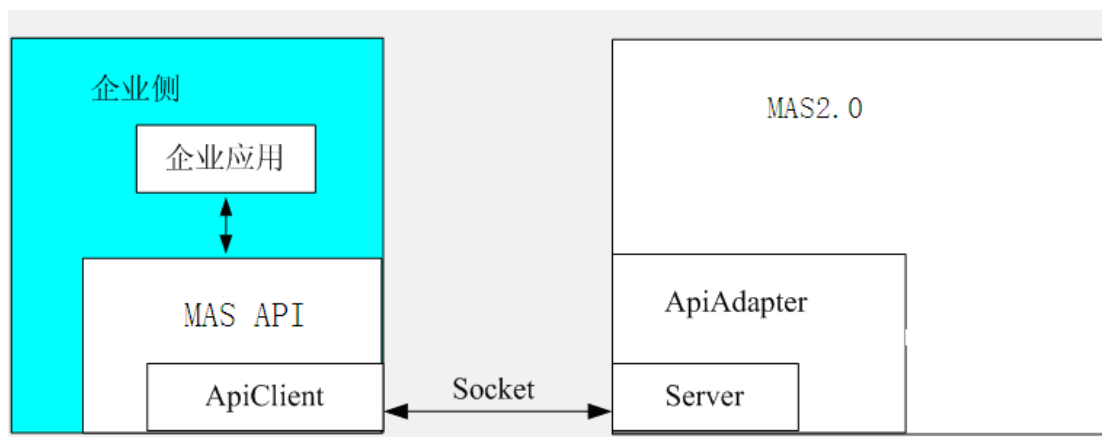 企业侧
企业应用
MAS API
ApiClient
Socket
MAS2.0
ApiAdapter
Server